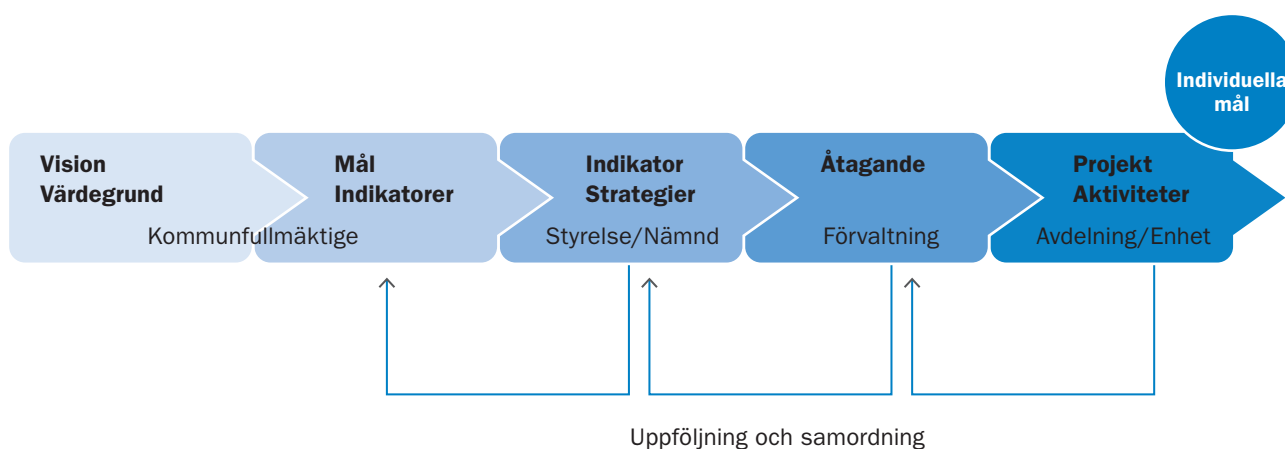 Individuella
mål
Vision
Värdegrund
Mål
Indikatorer
Kommunfullmäktige
Indikator
Strategier
Styrelse/Nämnd
Åtagande
Förvaltning
Projekt
Aktiviteter
Avdelning/Enhet
Uppföljning och samordning